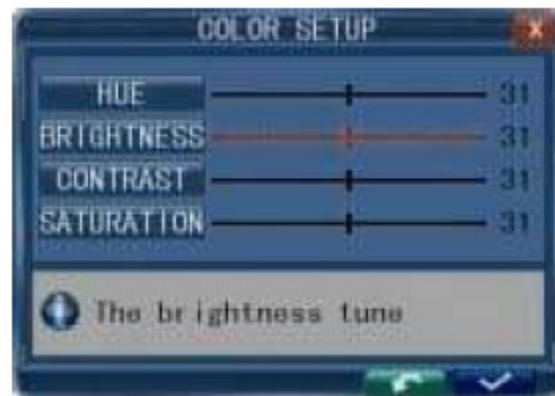 COLOR SETUP X
HUE 31
BRIGHTNESS 31
CONTRAST 31
SATURATION 31
The brightness tune